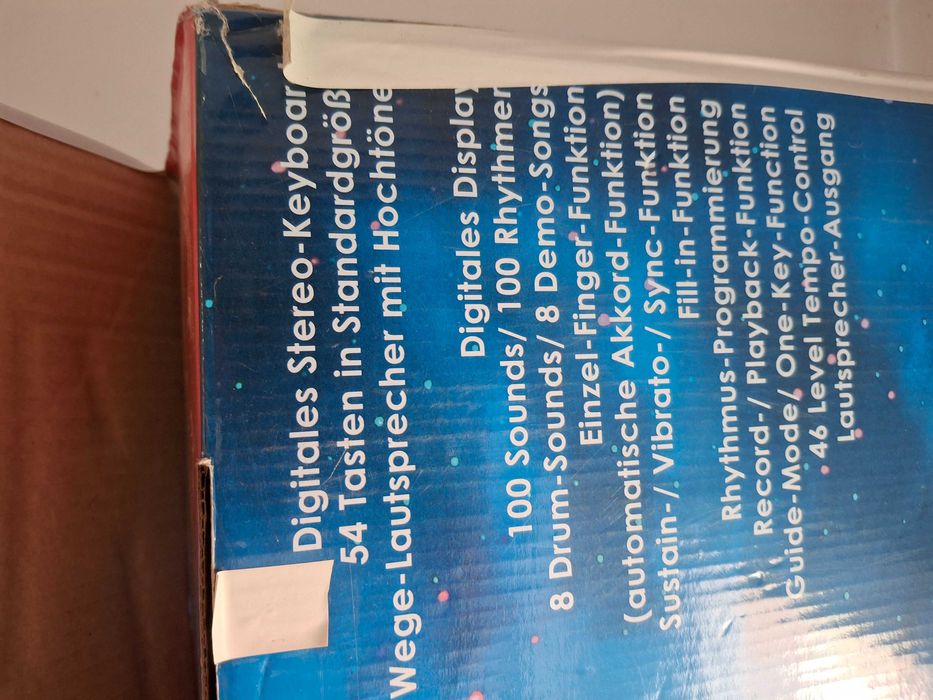 Digitales Stereo-Keyboar
54 Tasten in Standardgröß
Wege-Lautsprecher mit Hochtöne
Digitales Display
100 Sounds/ 100 Rhythmen
8 Drum-Sounds/ 8 Demo-Songs
Einzel-Finger-Funktion
(automatische Akkord-Funktion)
Sustain-/ Vibrato-/ Sync-Funktion
Fill-in-Funktion
Rhythmus-Programmierung
Record-/ Playback-Funktion
Guide-Mode/ One-Key-Function
46 Level Tempo-Control
Lautsprecher-Ausgang